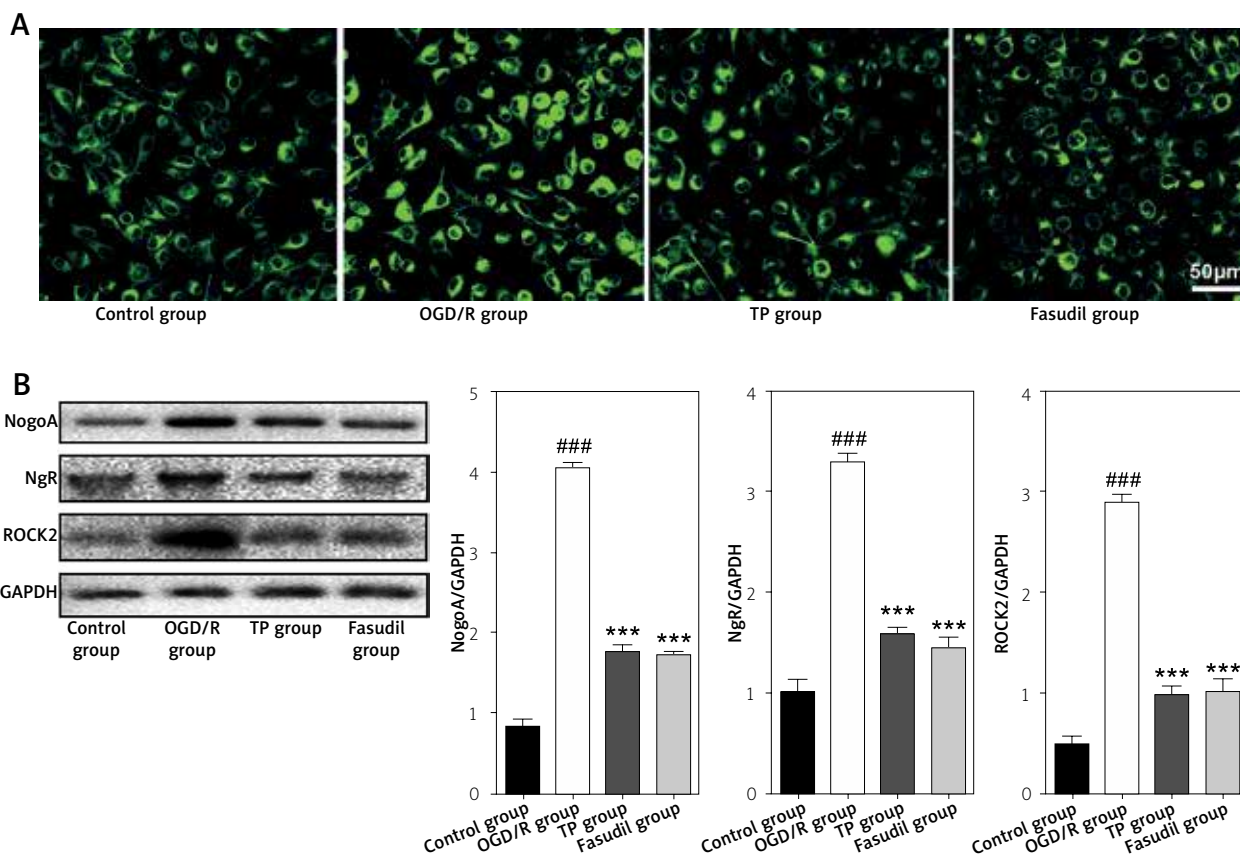 A
50μm
Control group
OGD/R group
TP group
Fasudil group
B
NogoA
NgR
ROCK2
GAPDH
Control
group
OGD/R
group
TP group
Fasudil
group
NogoA/GAPDH
5
4
3
2
1
0
###
***
***
Control group
OGD/R group
TP group
Fasudil group
NgR/GAPDH
4
3
2
1
0
###
***
***
Control group
OGD/R group
TP group
Fasudil group
ROCK2/GAPDH
4
3
2
1
0
###
***
***
Control group
OGD/R group
TP group
Fasudil group